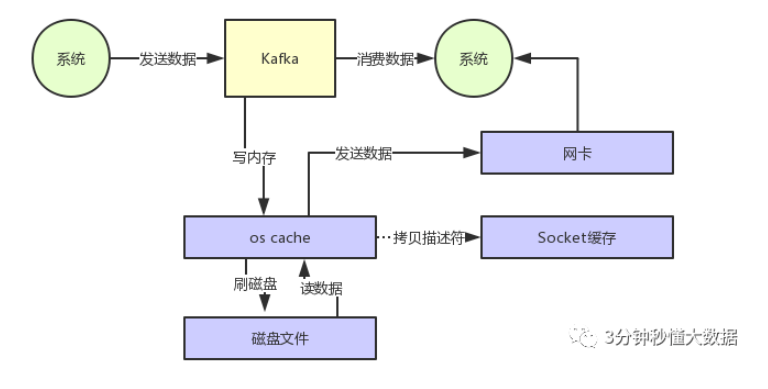 系统
发送数据
Kafka
消费数据
系统
写内存
发送数据
网卡
os cache
拷贝描述符
Socket缓存
刷磁盘
读数据
磁盘文件
3分钟秒懂大数据